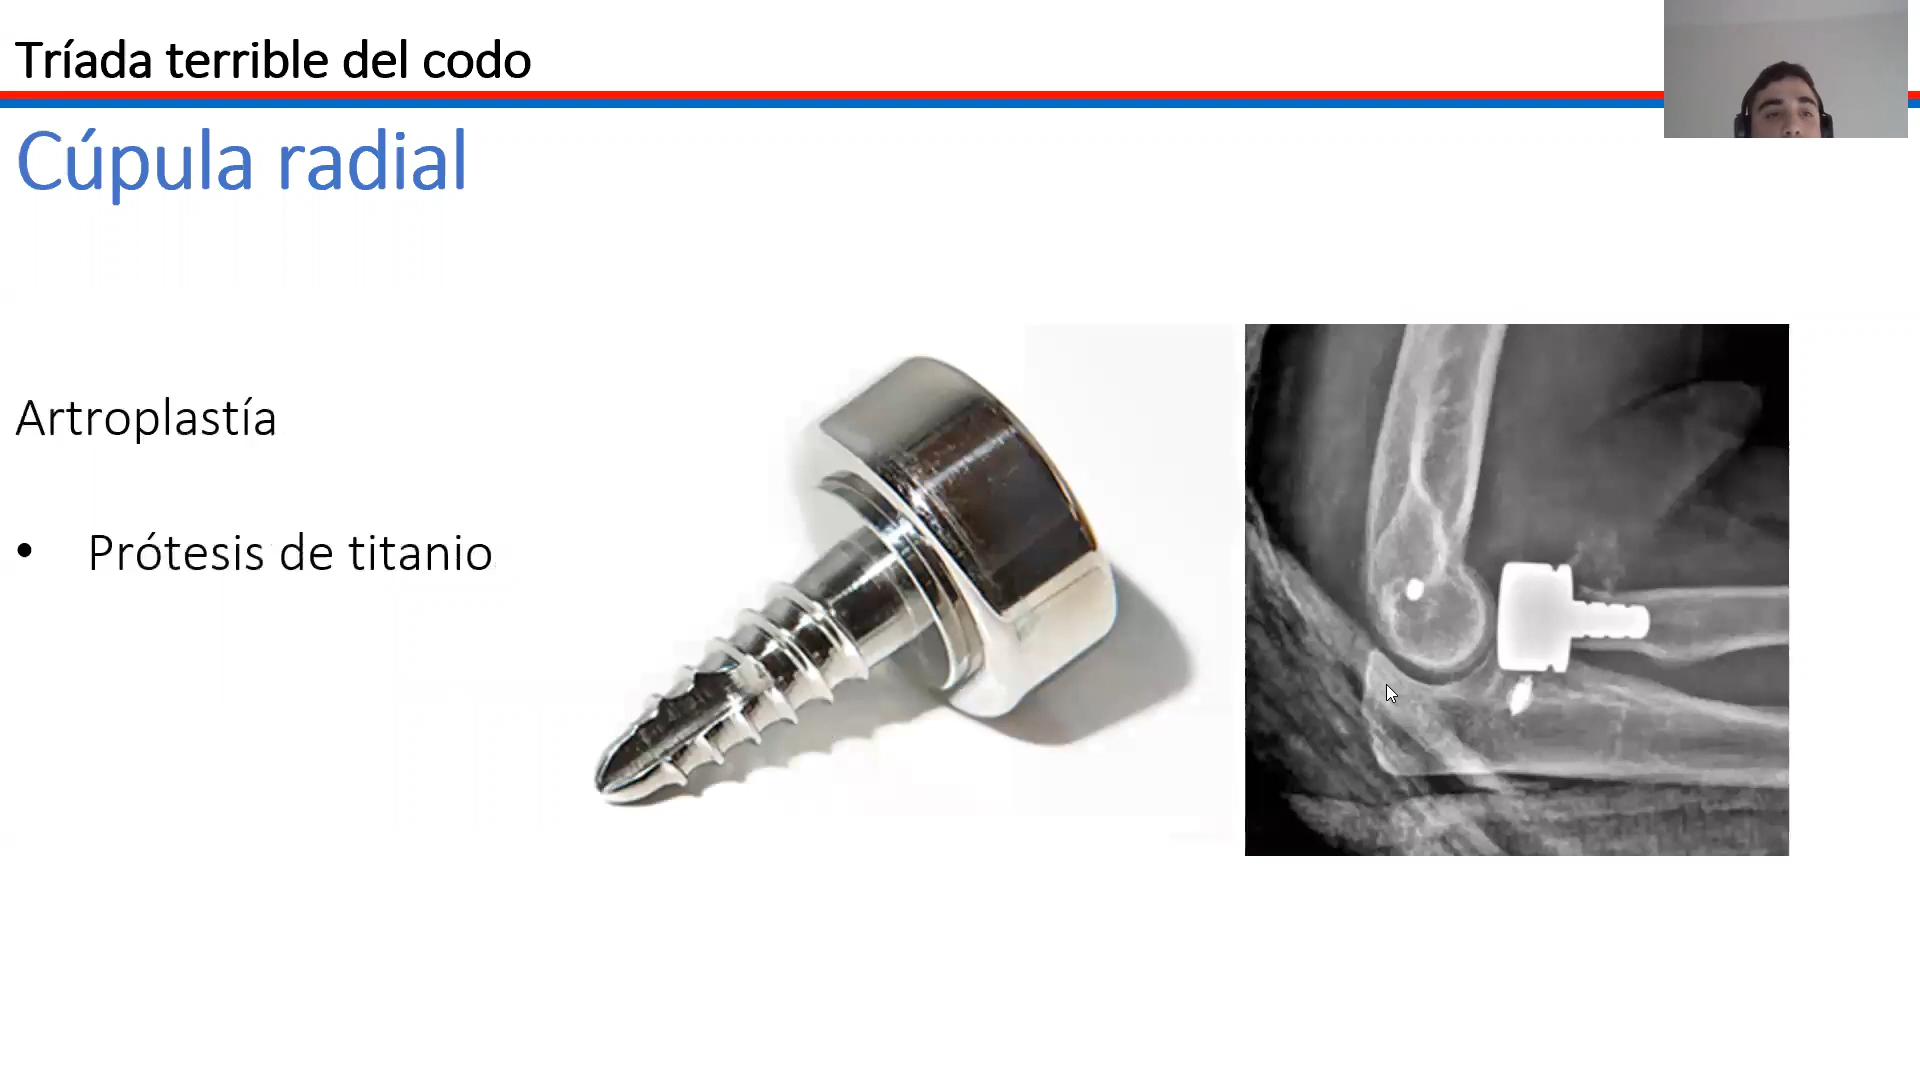 Tríada terrible del codo
Cúpula radial
Artroplastía
• Prótesis de titanio